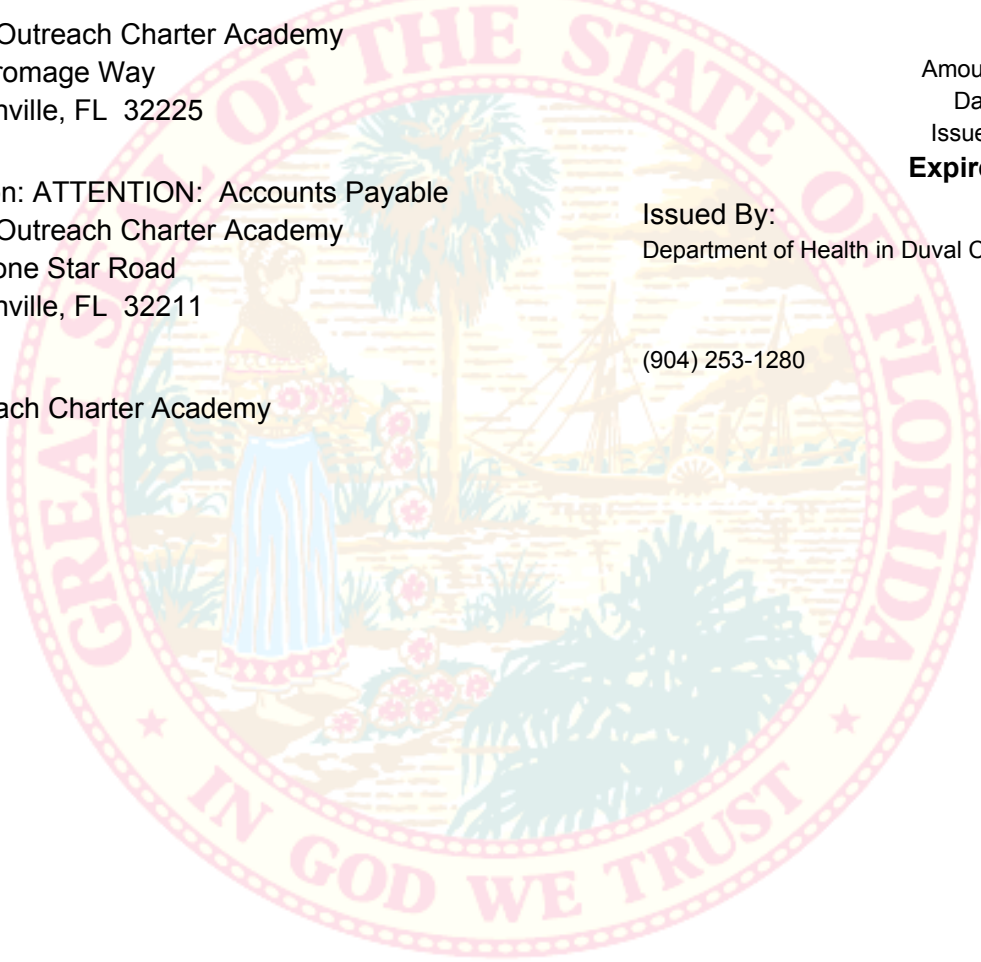 Outreach Charter Academy
romage Way
nville, FL 32225
n: ATTENTION: Accounts Payable
Outreach Charter Academy
one Star Road
nville, FL 32211
ach Charter Academy
Amou
Da
Issue
Expir
Issued By:
Department of Health in Duval C
(904) 253-1280
GREAT SEAL OF THE STATE OF FLORIDA
IN GOD WE TRUST